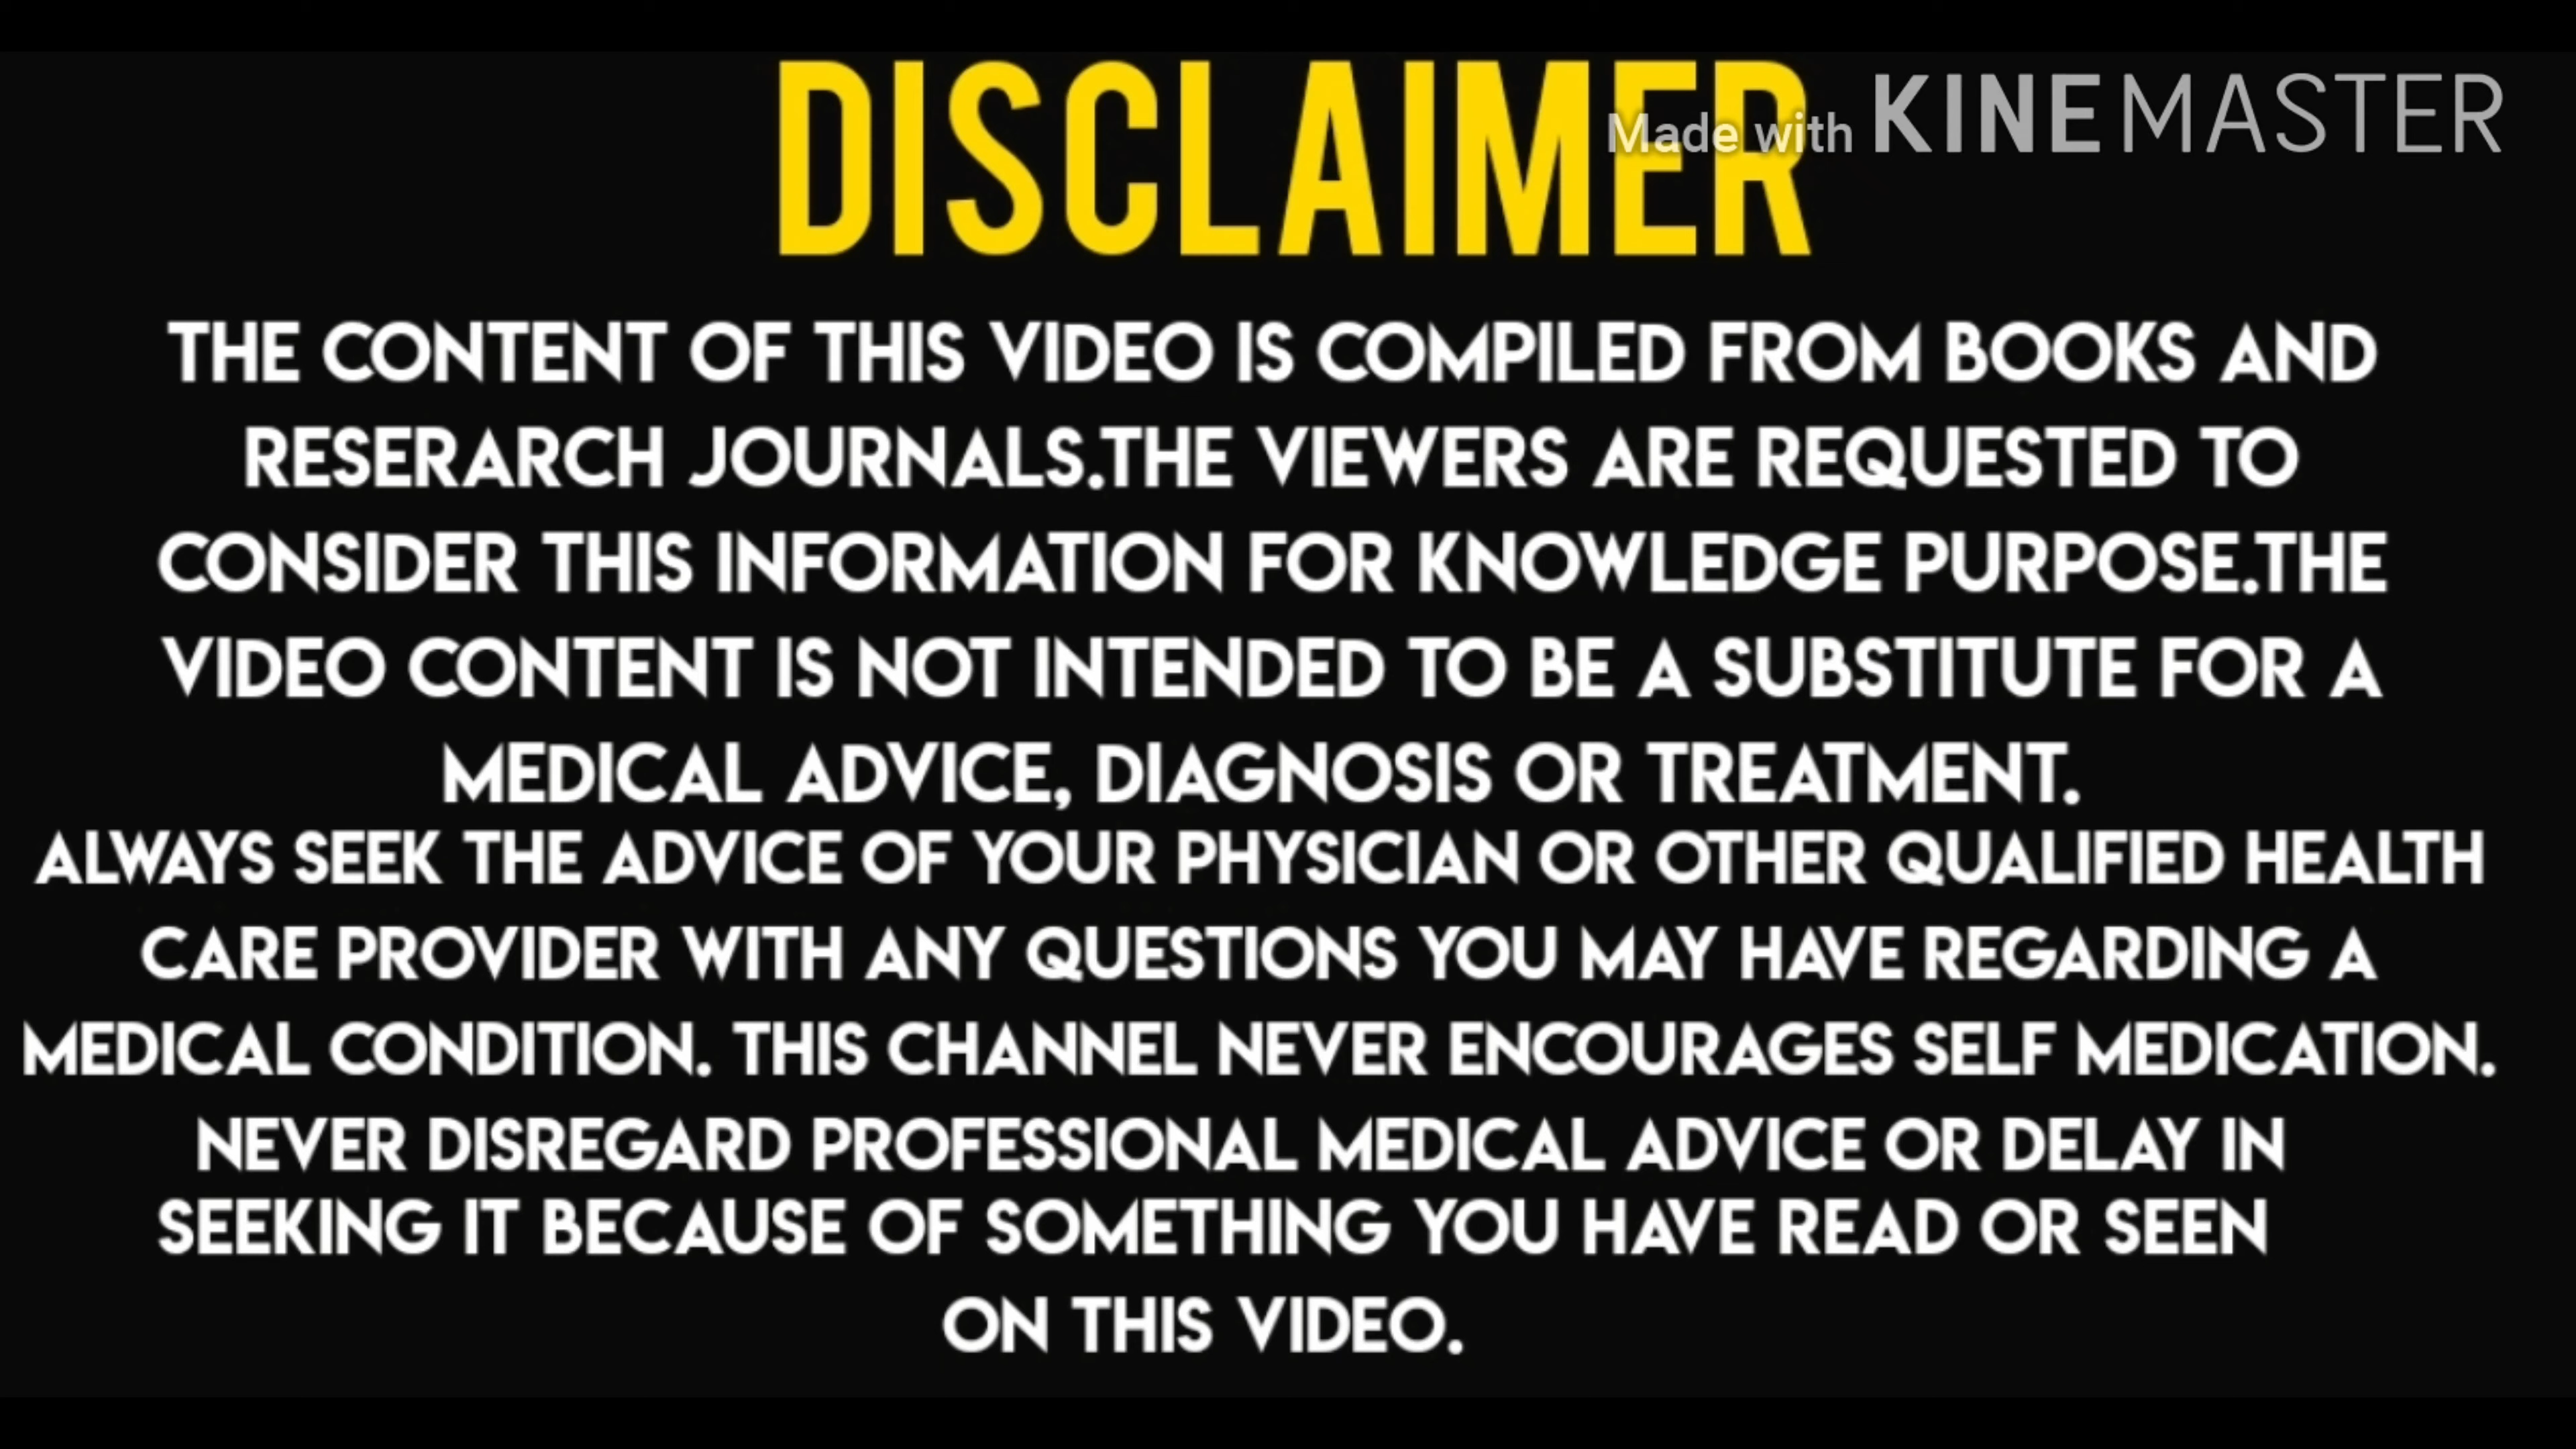 DISCLAIMER
Made with KINEMASTER
THE CONTENT OF THIS VIDEO IS COMPILED FROM BOOKS AND
RESERARCH JOURNALS.THE VIEWERS ARE REQUESTED TO
CONSIDER THIS INFORMATION FOR KNOWLEDGE PURPOSE.THE
VIDEO CONTENT IS NOT INTENDED TO BE A SUBSTITUTE FOR A
MEDICAL ADVICE, DIAGNOSIS OR TREATMENT.
ALWAYS SEEK THE ADVICE OF YOUR PHYSICIAN OR OTHER QUALIFIED HEALTH
CARE PROVIDER WITH ANY QUESTIONS YOU MAY HAVE REGARDING A
MEDICAL CONDITION. THIS CHANNEL NEVER ENCOURAGES SELF MEDICATION.
NEVER DISREGARD PROFESSIONAL MEDICAL ADVICE OR DELAY IN
SEEKING IT BECAUSE OF SOMETHING YOU HAVE READ OR SEEN
ON THIS VIDEO.